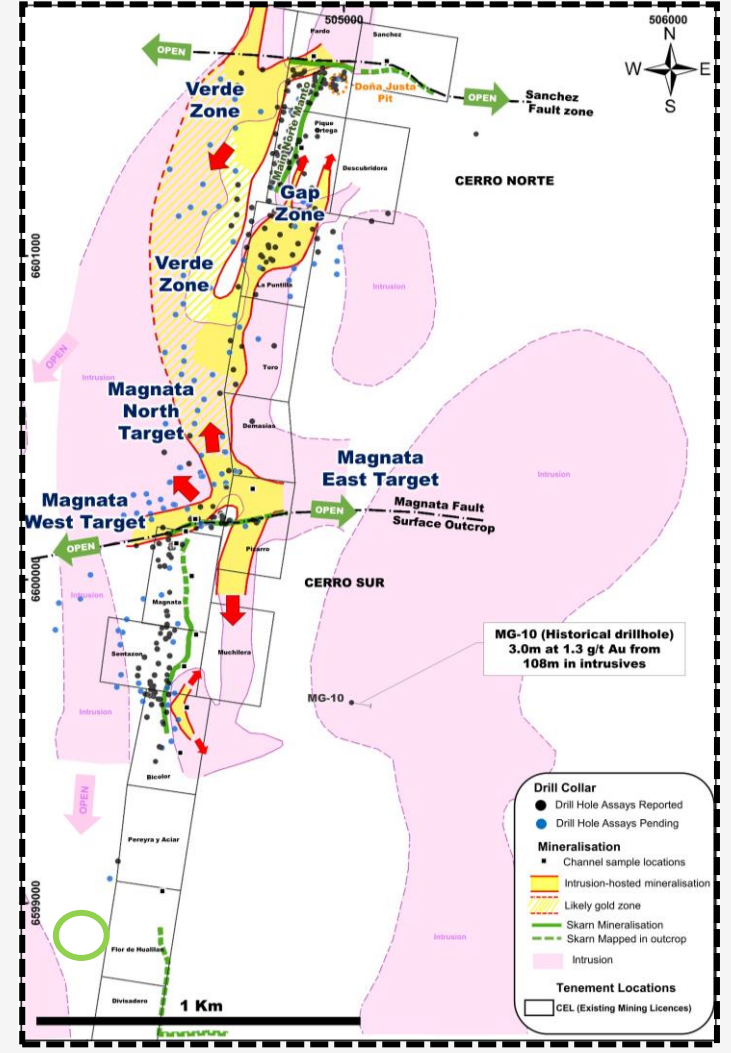 505000
506000
N
W
E
S
Pardo
Sanchez
OPEN
OPEN
Sanchez
Fault zone
Verde
Zone
Doña Justa
Pit
Main Norte Manto
Pique
Ortega
Descubridora
CERRO NORTE
Gap
Zone
6601000
Verde
Zone
La Puntilla
Intrusion
OPEN
Intrusion
Toro
Magnata
North
Target
Demasias
Magnata
East Target
Intrusion
Magnata
West Target
OPEN
Magnata Fault
Surface Outcrop
OPEN
Pizarro
6600000
CERRO SUR
Intrusion
Magnata
Sentazon
Muchilera
MG-10 (Historical drillhole)
3.0m at 1.3 g/t Au from
108m in intrusives
MG-10
Intrusion
Bicolor
OPEN
Pereyra y Aciar
6599000
Flor de Hualilan
Divisadero
Intrusion
1 Km
Drill Collar
Drill Hole Assays Reported
Drill Hole Assays Pending
Mineralisation
Channel sample locations
Intrusion-hosted mineralisation
Likely gold zone
Skarn Mineralisation
Skarn Mapped in outcrop
Intrusion
Tenement Locations
CEL (Existing Mining Licences)